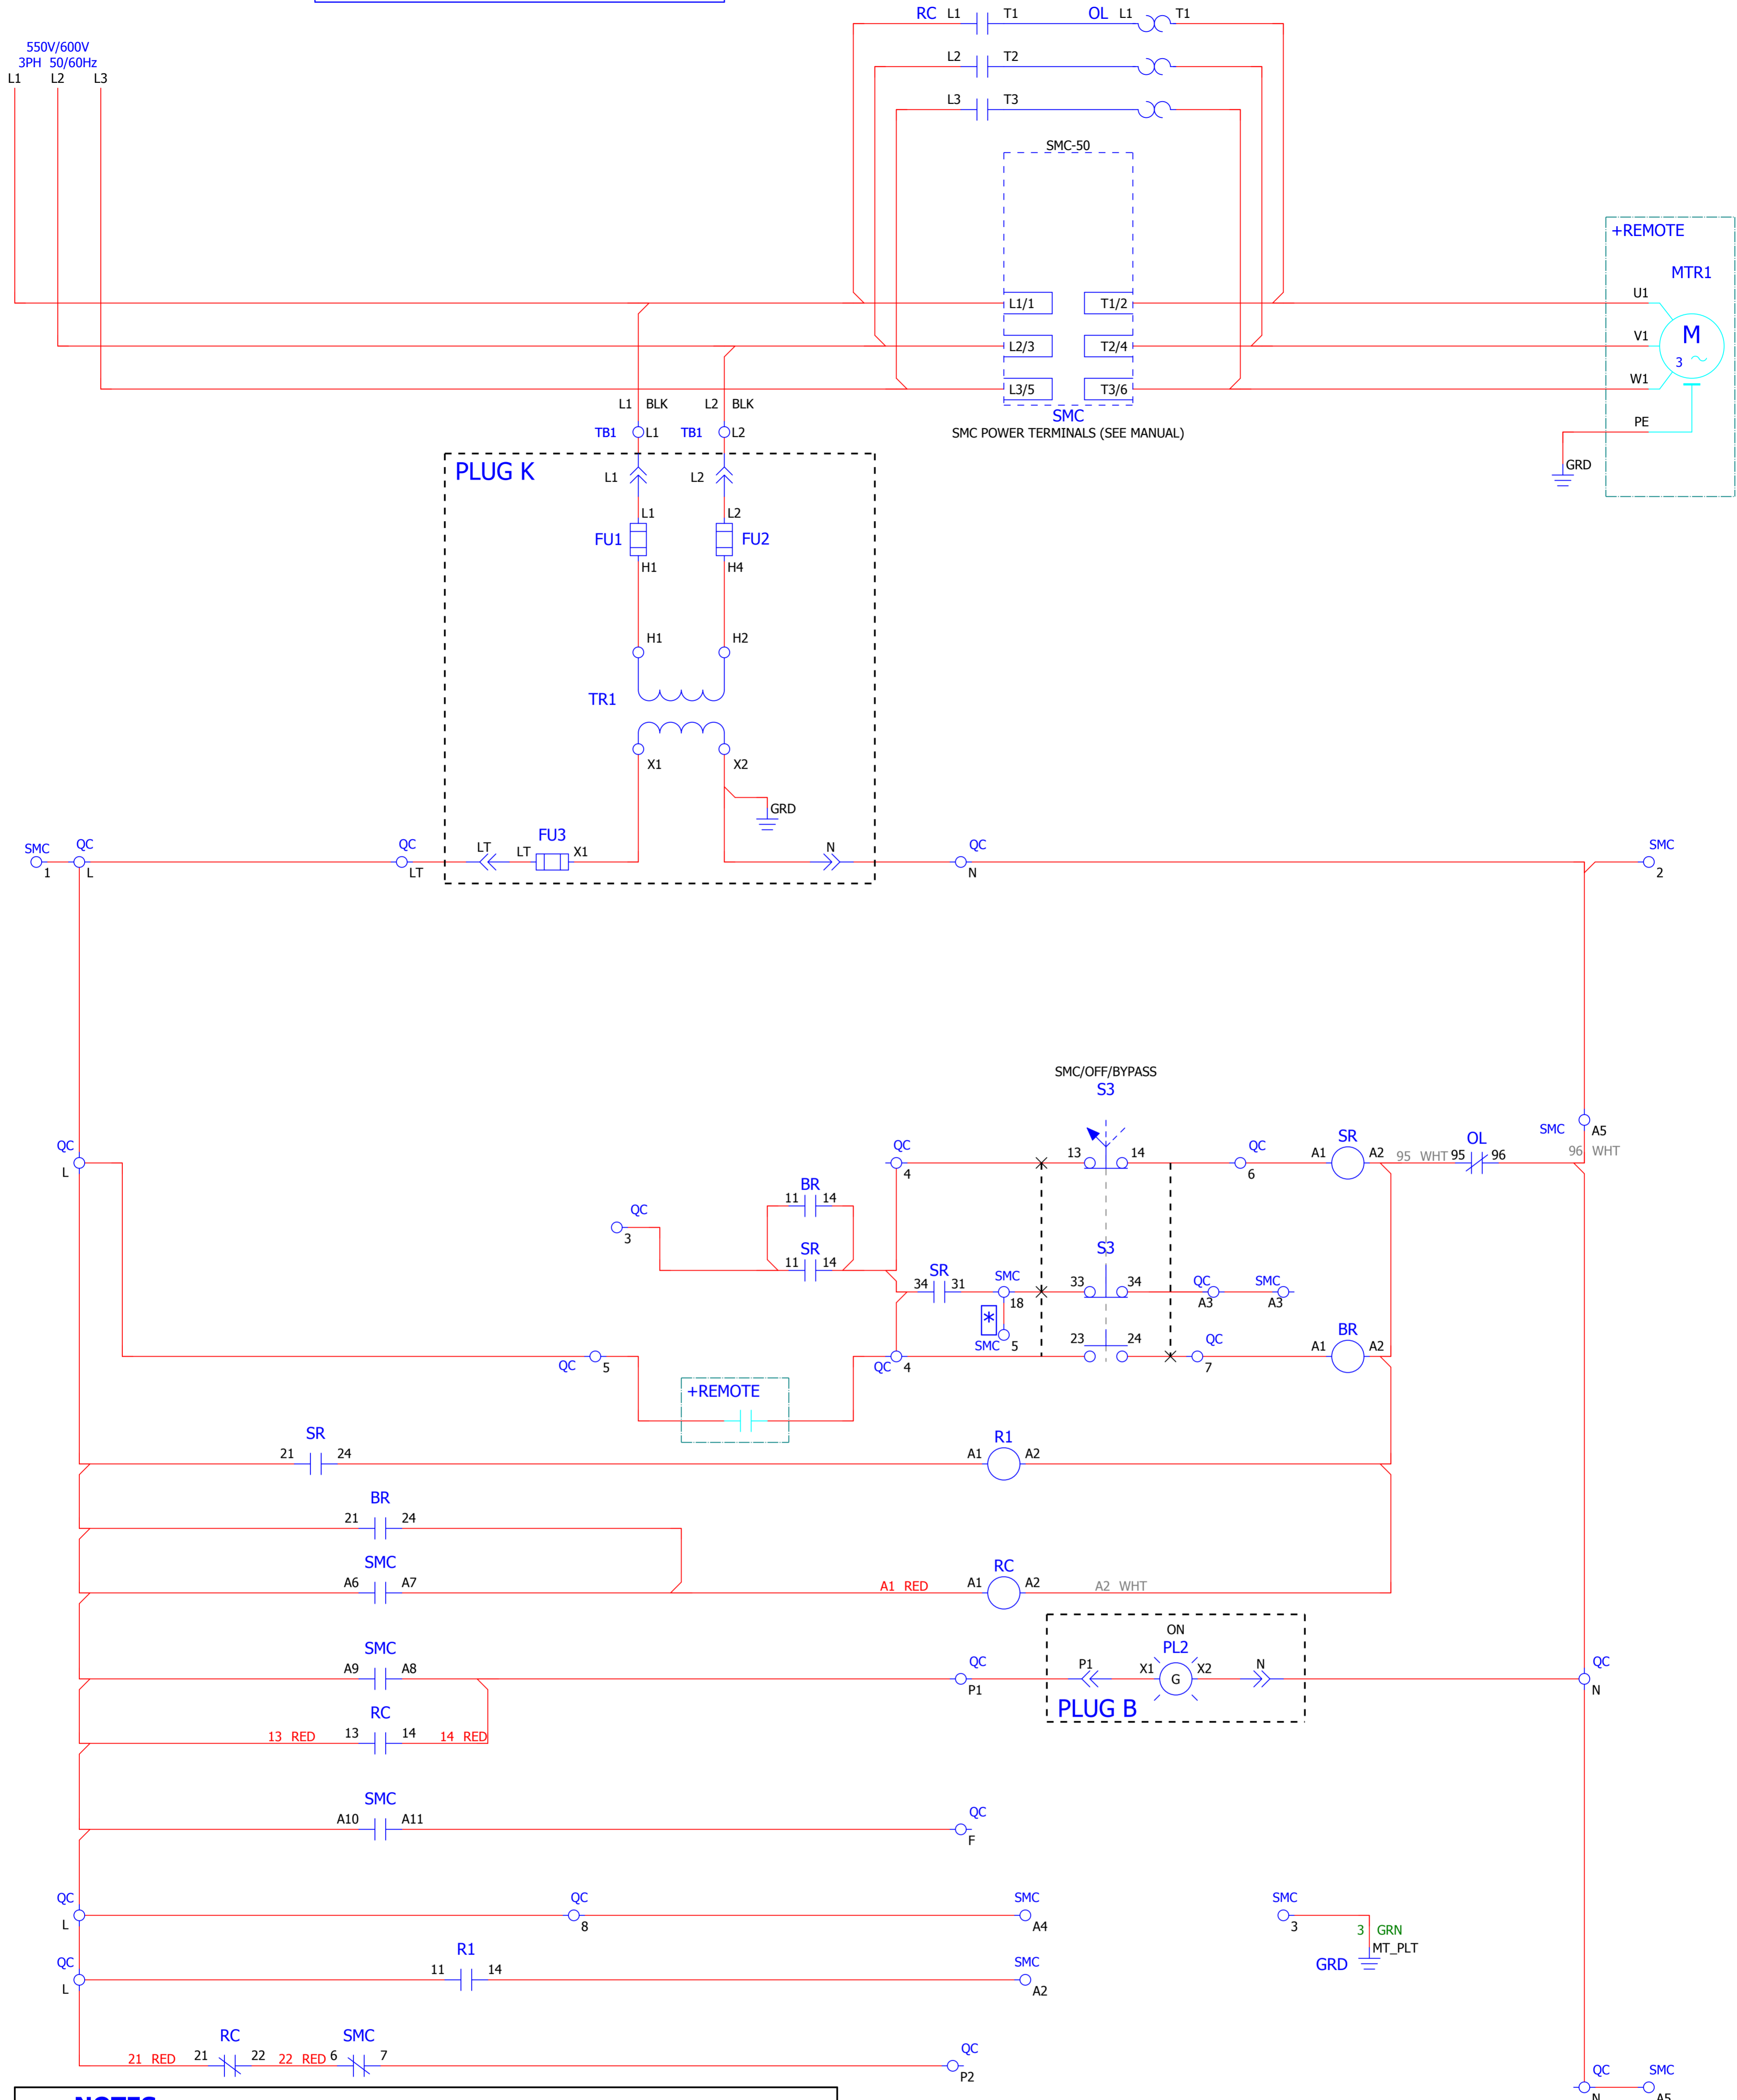 RC L1 T1 OL L1 T1
550V/600V
3PH 50/60Hz
L1 L2 L3
L2 T2
L3 T3
SMC-50
+REMOTE
MTR1
L1/1 T1/2 U1
L2/3 T2/4 V1
M
3
L3/5 T3/6 W1
L1 BLK L2 BLK
SMC
SMC POWER TERMINALS (SEE MANUAL)
PE
TB1 L1 TB1 L2
GRD
PLUG K
L1 L2
L1 L2
FU1 FU2
H1 H4
H1 H2
TR1
X1 X2
GRD
SMC QC QC LT LT FU3 X1 N QC SMC
1 L LT N 2
SMC/OFF/BYPASS
S3
SMC A5
QC QC 13 14 QC SR OL
L 4 6 A1 A2 95 WHT 95 96 96 WHT
BR
11 14
QC
3
SR
11 14
S3
SR SMC QC SMC
34 31 18 33 34 A3 A3
*
SMC 5
23 24 QC BR
QC 5 QC 4 7 A1 A2
+REMOTE
SR R1
21 24 A1 A2
BR
21 24
SMC RC
A6 A7 A1 RED A1 A2 A2 WHT
ON
PL2
SMC QC QC
A9 A8 P1 P1 X1 G X2 N N
PLUG B
RC
13 RED 13 14 14 RED
SMC QC
A10 A11 F
QC QC SMC SMC
L 8 A4 3
3 GRN
MT_PLT
GRD
QC R1 SMC
L 11 14 A2
RC SMC QC
21 RED 21 22 22 RED 6 7 P2
QC SMC
N A5
NOTES